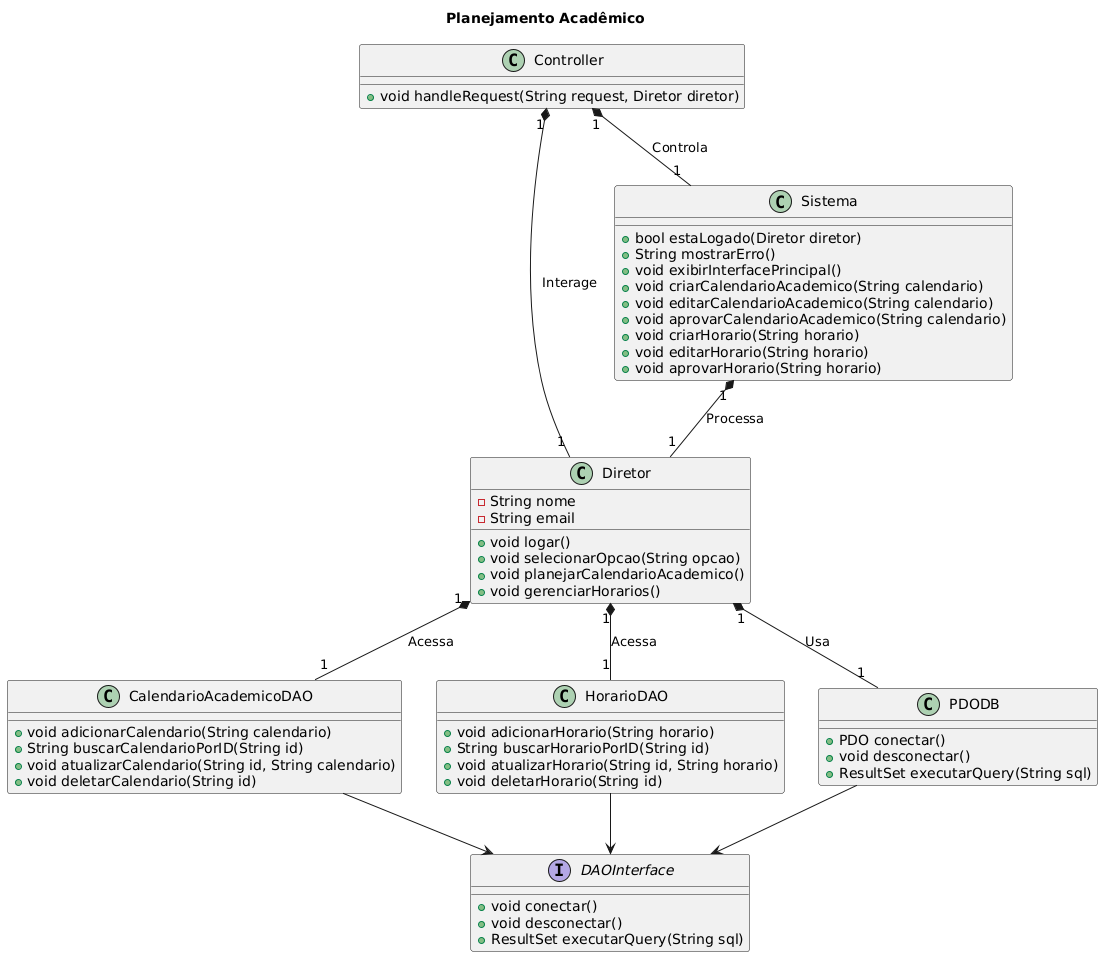 Planejamento Acadêmico
C Controller
void handleRequest(String request, Diretor diretor)
1
1
Controla
1
C Sistema
bool estaLogado(Diretor diretor)
String mostrarErro()
void exibirInterfacePrincipal()
void criarCalendarioAcademico(String calendario)
void editarCalendarioAcademico(String calendario)
void aprovarCalendarioAcademico(String calendario)
void criarHorario(String horario)
void editarHorario(String horario)
void aprovarHorario(String horario)
Interage
1
Processa
1
1
C Diretor
String nome
String email
void logar()
void selecionarOpcao(String opcao)
void planejarCalendarioAcademico()
void gerenciarHorarios()
1
1
1
Acessa
Acessa
Usa
1
1
1
C CalendarioAcademicoDAO
void adicionarCalendario(String calendario)
String buscarCalendarioPorID(String id)
void atualizarCalendario(String id, String calendario)
void deletarCalendario(String id)
C HorarioDAO
void adicionarHorario(String horario)
String buscarHorarioPorID(String id)
void atualizarHorario(String id, String horario)
void deletarHorario(String id)
C PDODB
PDO conectar()
void desconectar()
ResultSet executarQuery(String sql)
I DAOInterface
void conectar()
void desconectar()
ResultSet executarQuery(String sql)